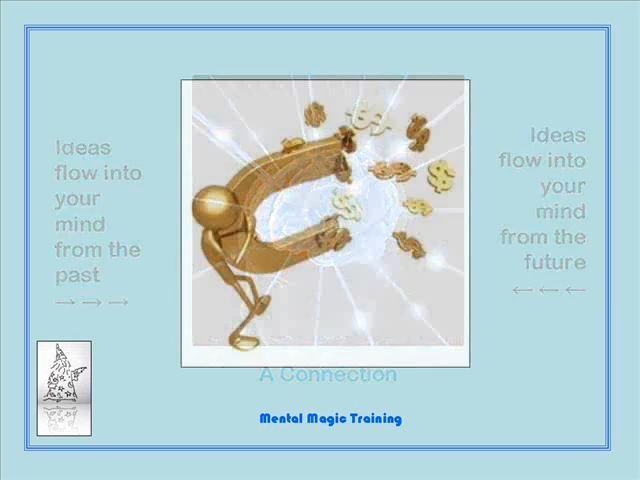 Ideas
flow into
your
mind
from the
past
→ → →
Ideas
flow into
your
mind
from the
future
← ← ←
A Connection
Mental Magic Training